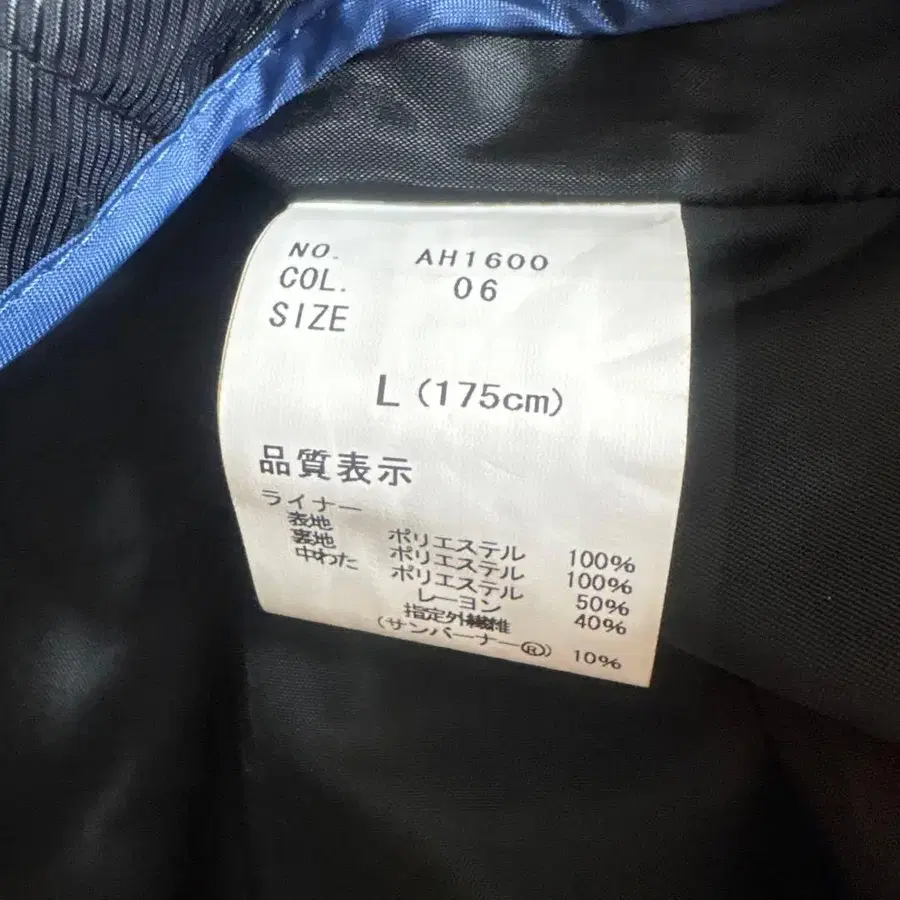 NO. AH1600
COL. 06
SIZE
L (175cm)
品質表示
ライナー
表地 ポリエステル 100%
裏地 ポリエステル 100%
中わた ポリエステル 50%
レーヨン 40%
指定外繊維
(サンバーナー®) 10%